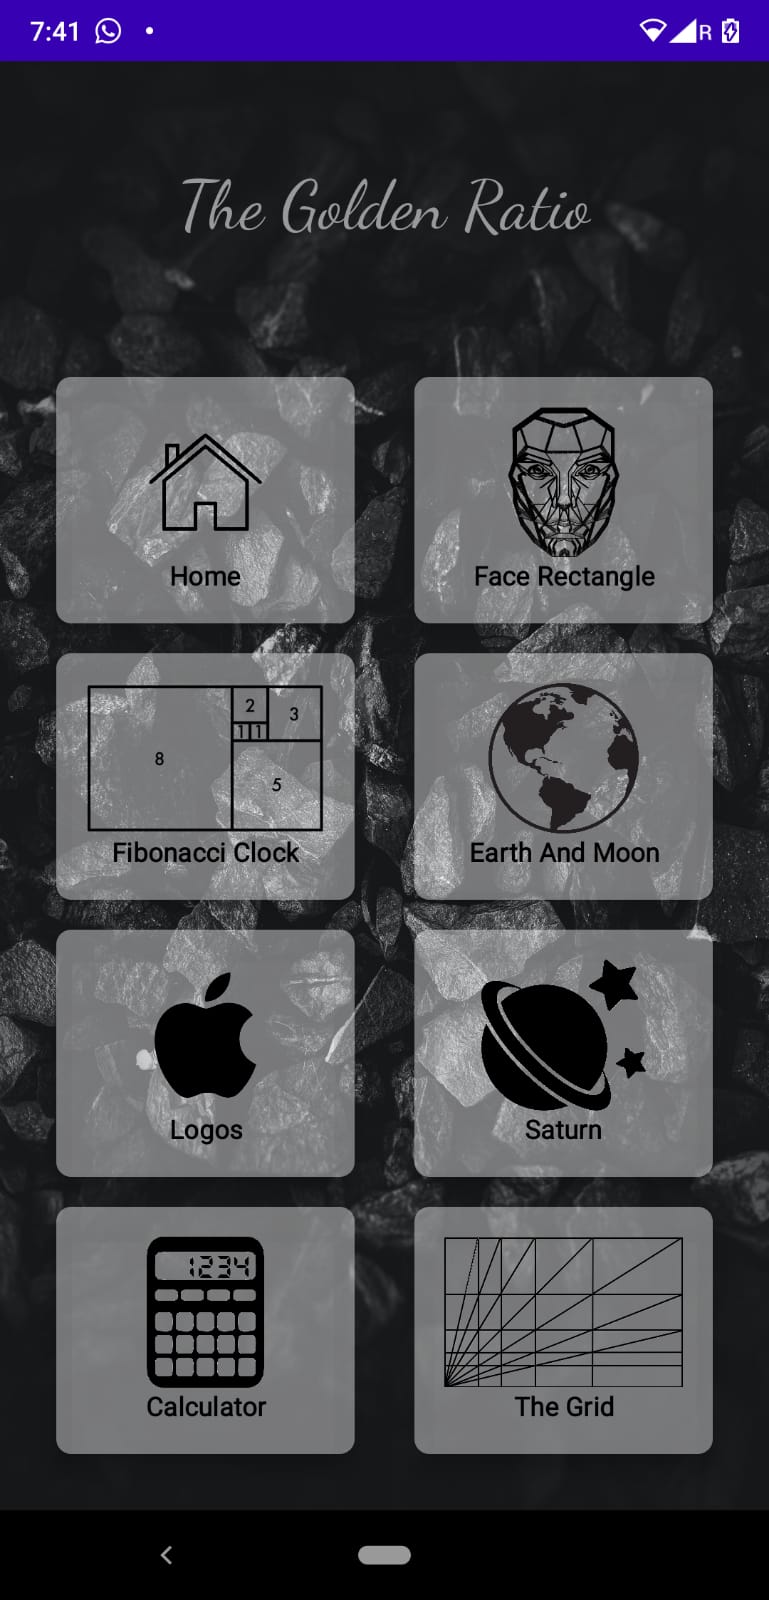 7:41
R
The Golden Ratio
Home
Face Rectangle
2
3
1 1
8
5
Fibonacci Clock
Earth And Moon
Logos
Saturn
1234
Calculator
The Grid